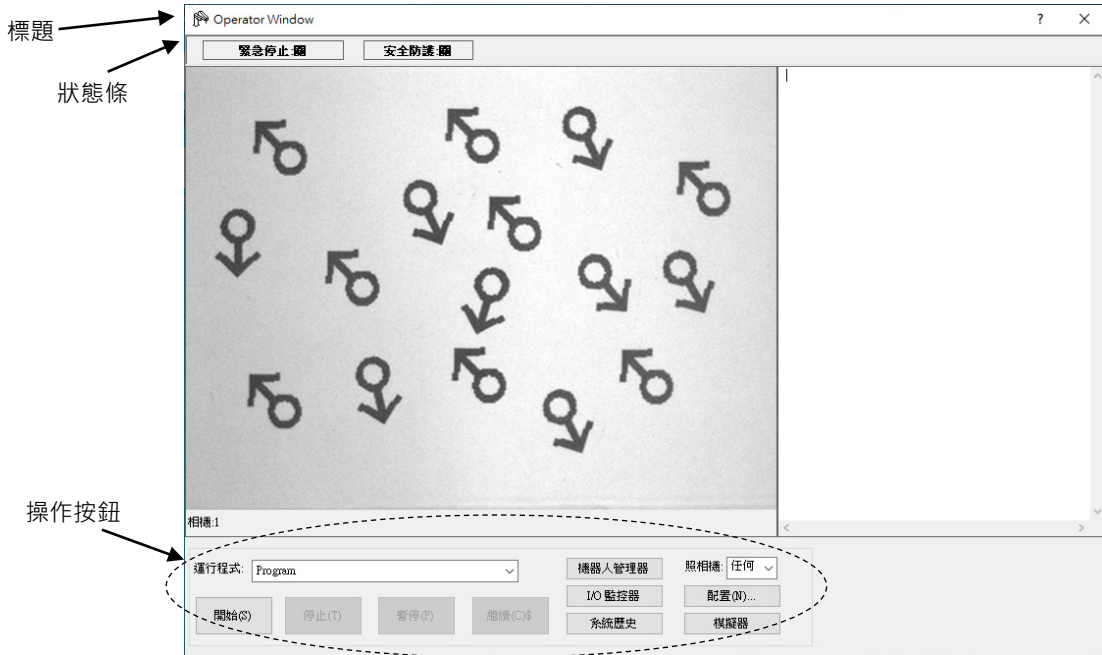 標題
Operator Window
狀態條
緊急停止:關 安全防護:關
操作按鈕
相機:1
運行程式: Program
機器人管理器 照相機: 任何
I/O 監控器 配置(N)...
開始(S) 停止(T) 暫停(P) 繼續(C)$
系統歷史 模擬器